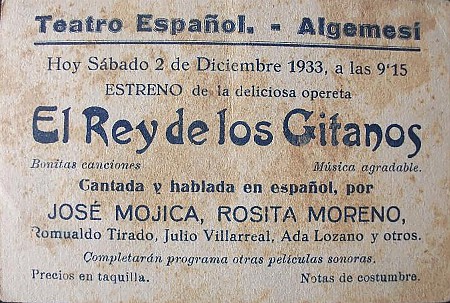 Teatro Español. - Algemesí
Hoy Sábado 2 de Diciembre 1933, a las 9'15
ESTRENO de la deliciosa opereta
El Rey de los Gitanos
Bonitas canciones Música agradable.
Cantada y hablada en español, por
JOSÉ MOJICA, ROSITA MORENO,
Romualdo Tirado, Julio Villarreal, Ada Lozano y otros.
Completarán programa otras películas sonoras.
Precios en taquilla. Notas de costumbre.